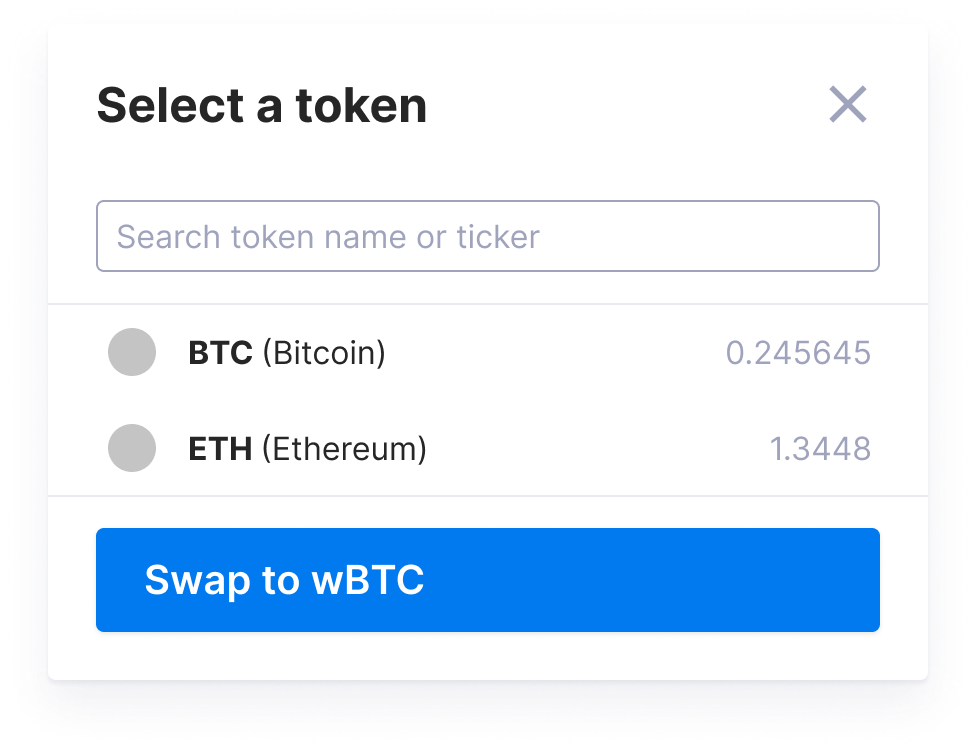 Select a token
Search token name or ticker
BTC (Bitcoin) 0.245645
ETH (Ethereum) 1.3448
Swap to wBTC